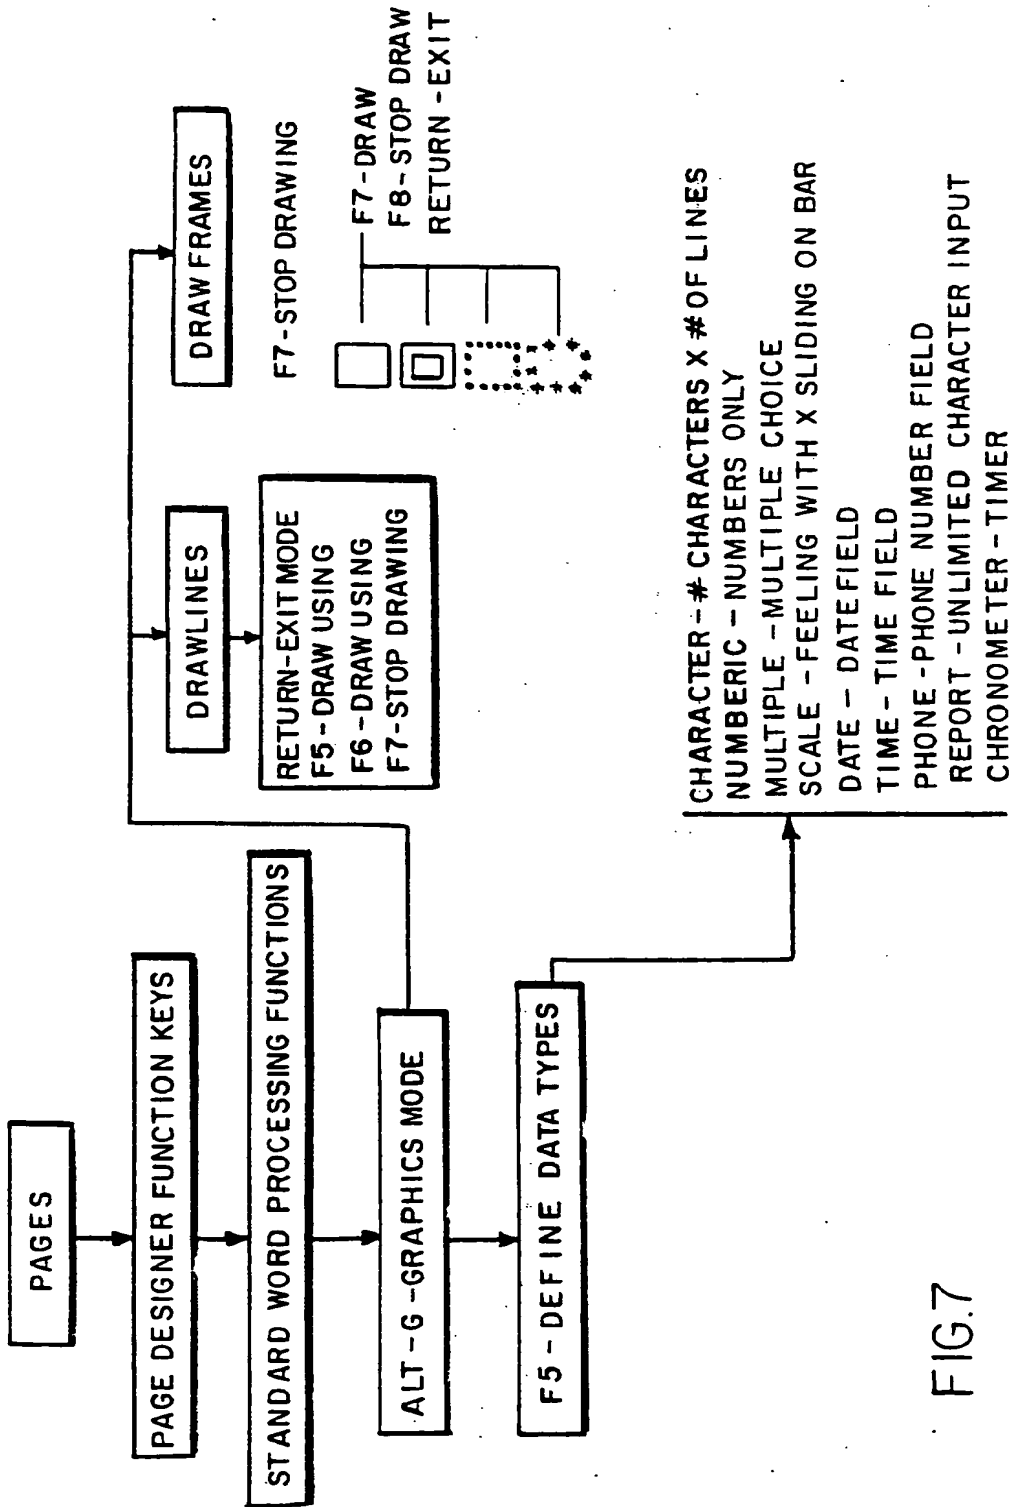 PAGES
PAGE DESIGNER FUNCTION KEYS
STANDARD WORD PROCESSING FUNCTIONS
ALT-G-GRAPHICS MODE
F5-DEFINE DATA TYPES
DRAWLINES
RETURN-EXIT MODE
F5-DRAW USING
F6-DRAW USING
F7-STOP DRAWING
DRAW FRAMES
F7-STOP DRAWING
F7-DRAW
F8-STOP DRAW
RETURN-EXIT
CHARACTER-# CHARACTERS X # OF LINES
NUMBERIC-NUMBERS ONLY
MULTIPLE-MULTIPLE CHOICE
SCALE-FEELING WITH X SLIDING ON BAR
DATE-DATEFIELD
TIME-TIME FIELD
PHONE-PHONE NUMBER FIELD
REPORT-UNLIMITED CHARACTER INPUT
CHRONOMETER-TIMER
FIG.7